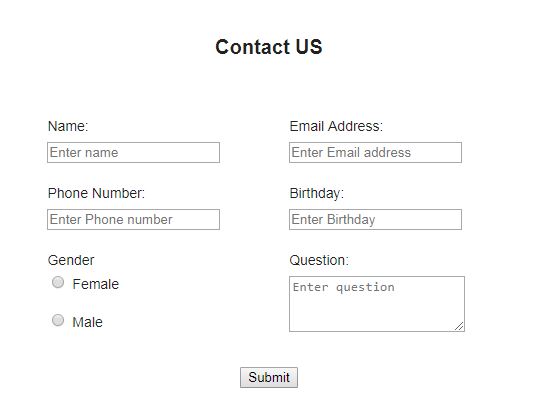 Contact US
Name:
Enter name
Email Address:
Enter Email address
Phone Number:
Enter Phone number
Birthday:
Enter Birthday
Gender
Female
Male
Question:
Enter question
Submit